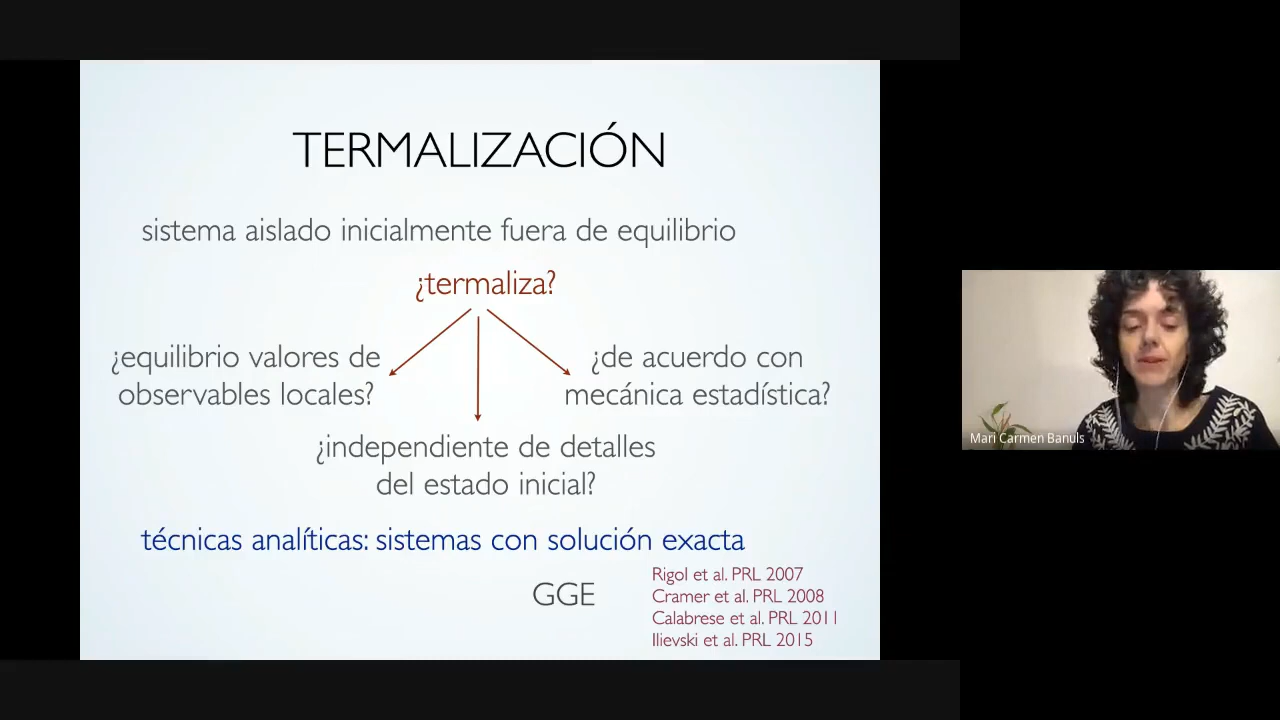 TERMALIZACIÓN
sistema aislado inicialmente fuera de equilibrio
¿termaliza?
¿equilibrio valores de
observables locales?
¿de acuerdo con
mecánica estadística?
¿independiente de detalles
del estado inicial?
técnicas analíticas: sistemas con solución exacta
GGE
Rigol et al. PRL 2007
Cramer et al. PRL 2008
Calabrese et al. PRL 2011
Ilievski et al. PRL 2015
Mari Carmen Banuls